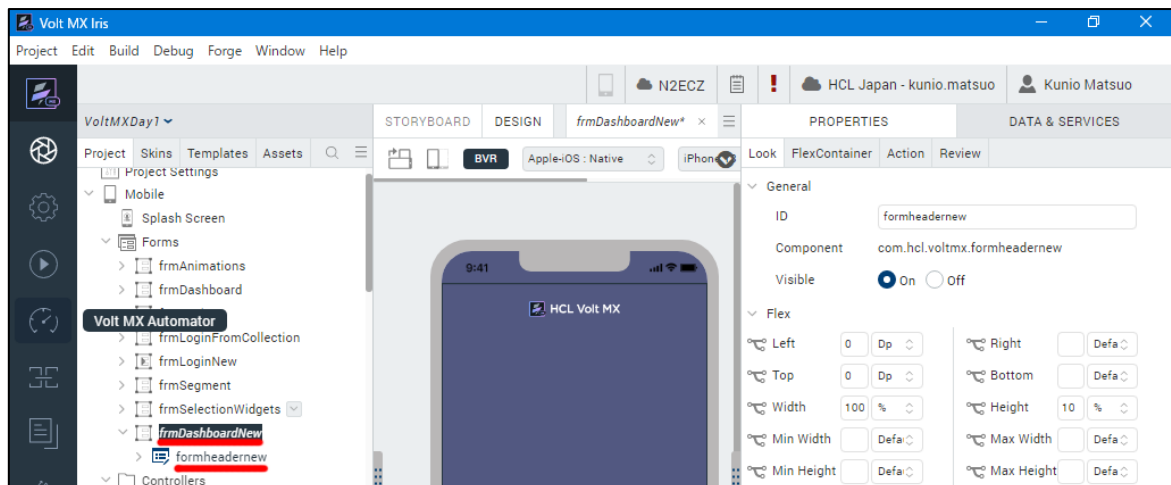 Volt MX Iris
Project Edit Build Debug Forge Window Help
N2ECZ ! HCL Japan - kunio.matsuo Kunio Matsuo
VoltMXDay1 STORYBOARD DESIGN frmDashboardNew* × PROPERTIES DATA & SERVICES
Project Skins Templates Assets BVR Apple-iOS : Native Look FlexContainer Action Review
Project Settings
Mobile
Splash Screen
Forms
frmAnimations
frmDashboard
Volt MX Automator
frmLoginFromCollection
frmLoginNew
frmSegment
frmSelectionWidgets
frmDashboardNew
formheadernew
Controllers
9:41
HCL Volt MX
General
ID formheadernew
Component com.hcl.voltmx.formheadernew
Visible On Off
Flex
Left 0 Dp Right Defa
Top 0 Dp Bottom Defa
Width 100 % Height 10 %
Min Width Defa Max Width Defa
Min Height Defa Max Height Defa